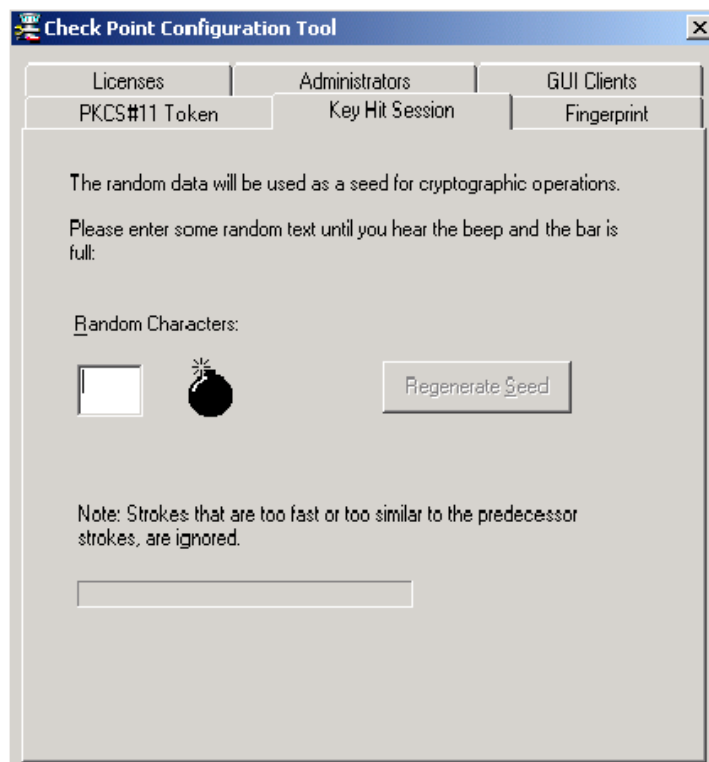 Check Point Configuration Tool
Licenses Administrators GUI Clients
PKCS#11 Token Key Hit Session Fingerprint
The random data will be used as a seed for cryptographic operations.
Please enter some random text until you hear the beep and the bar is
full:
Random Characters:
Regenerate Seed
Note: Strokes that are too fast or too similar to the predecessor
strokes, are ignored.